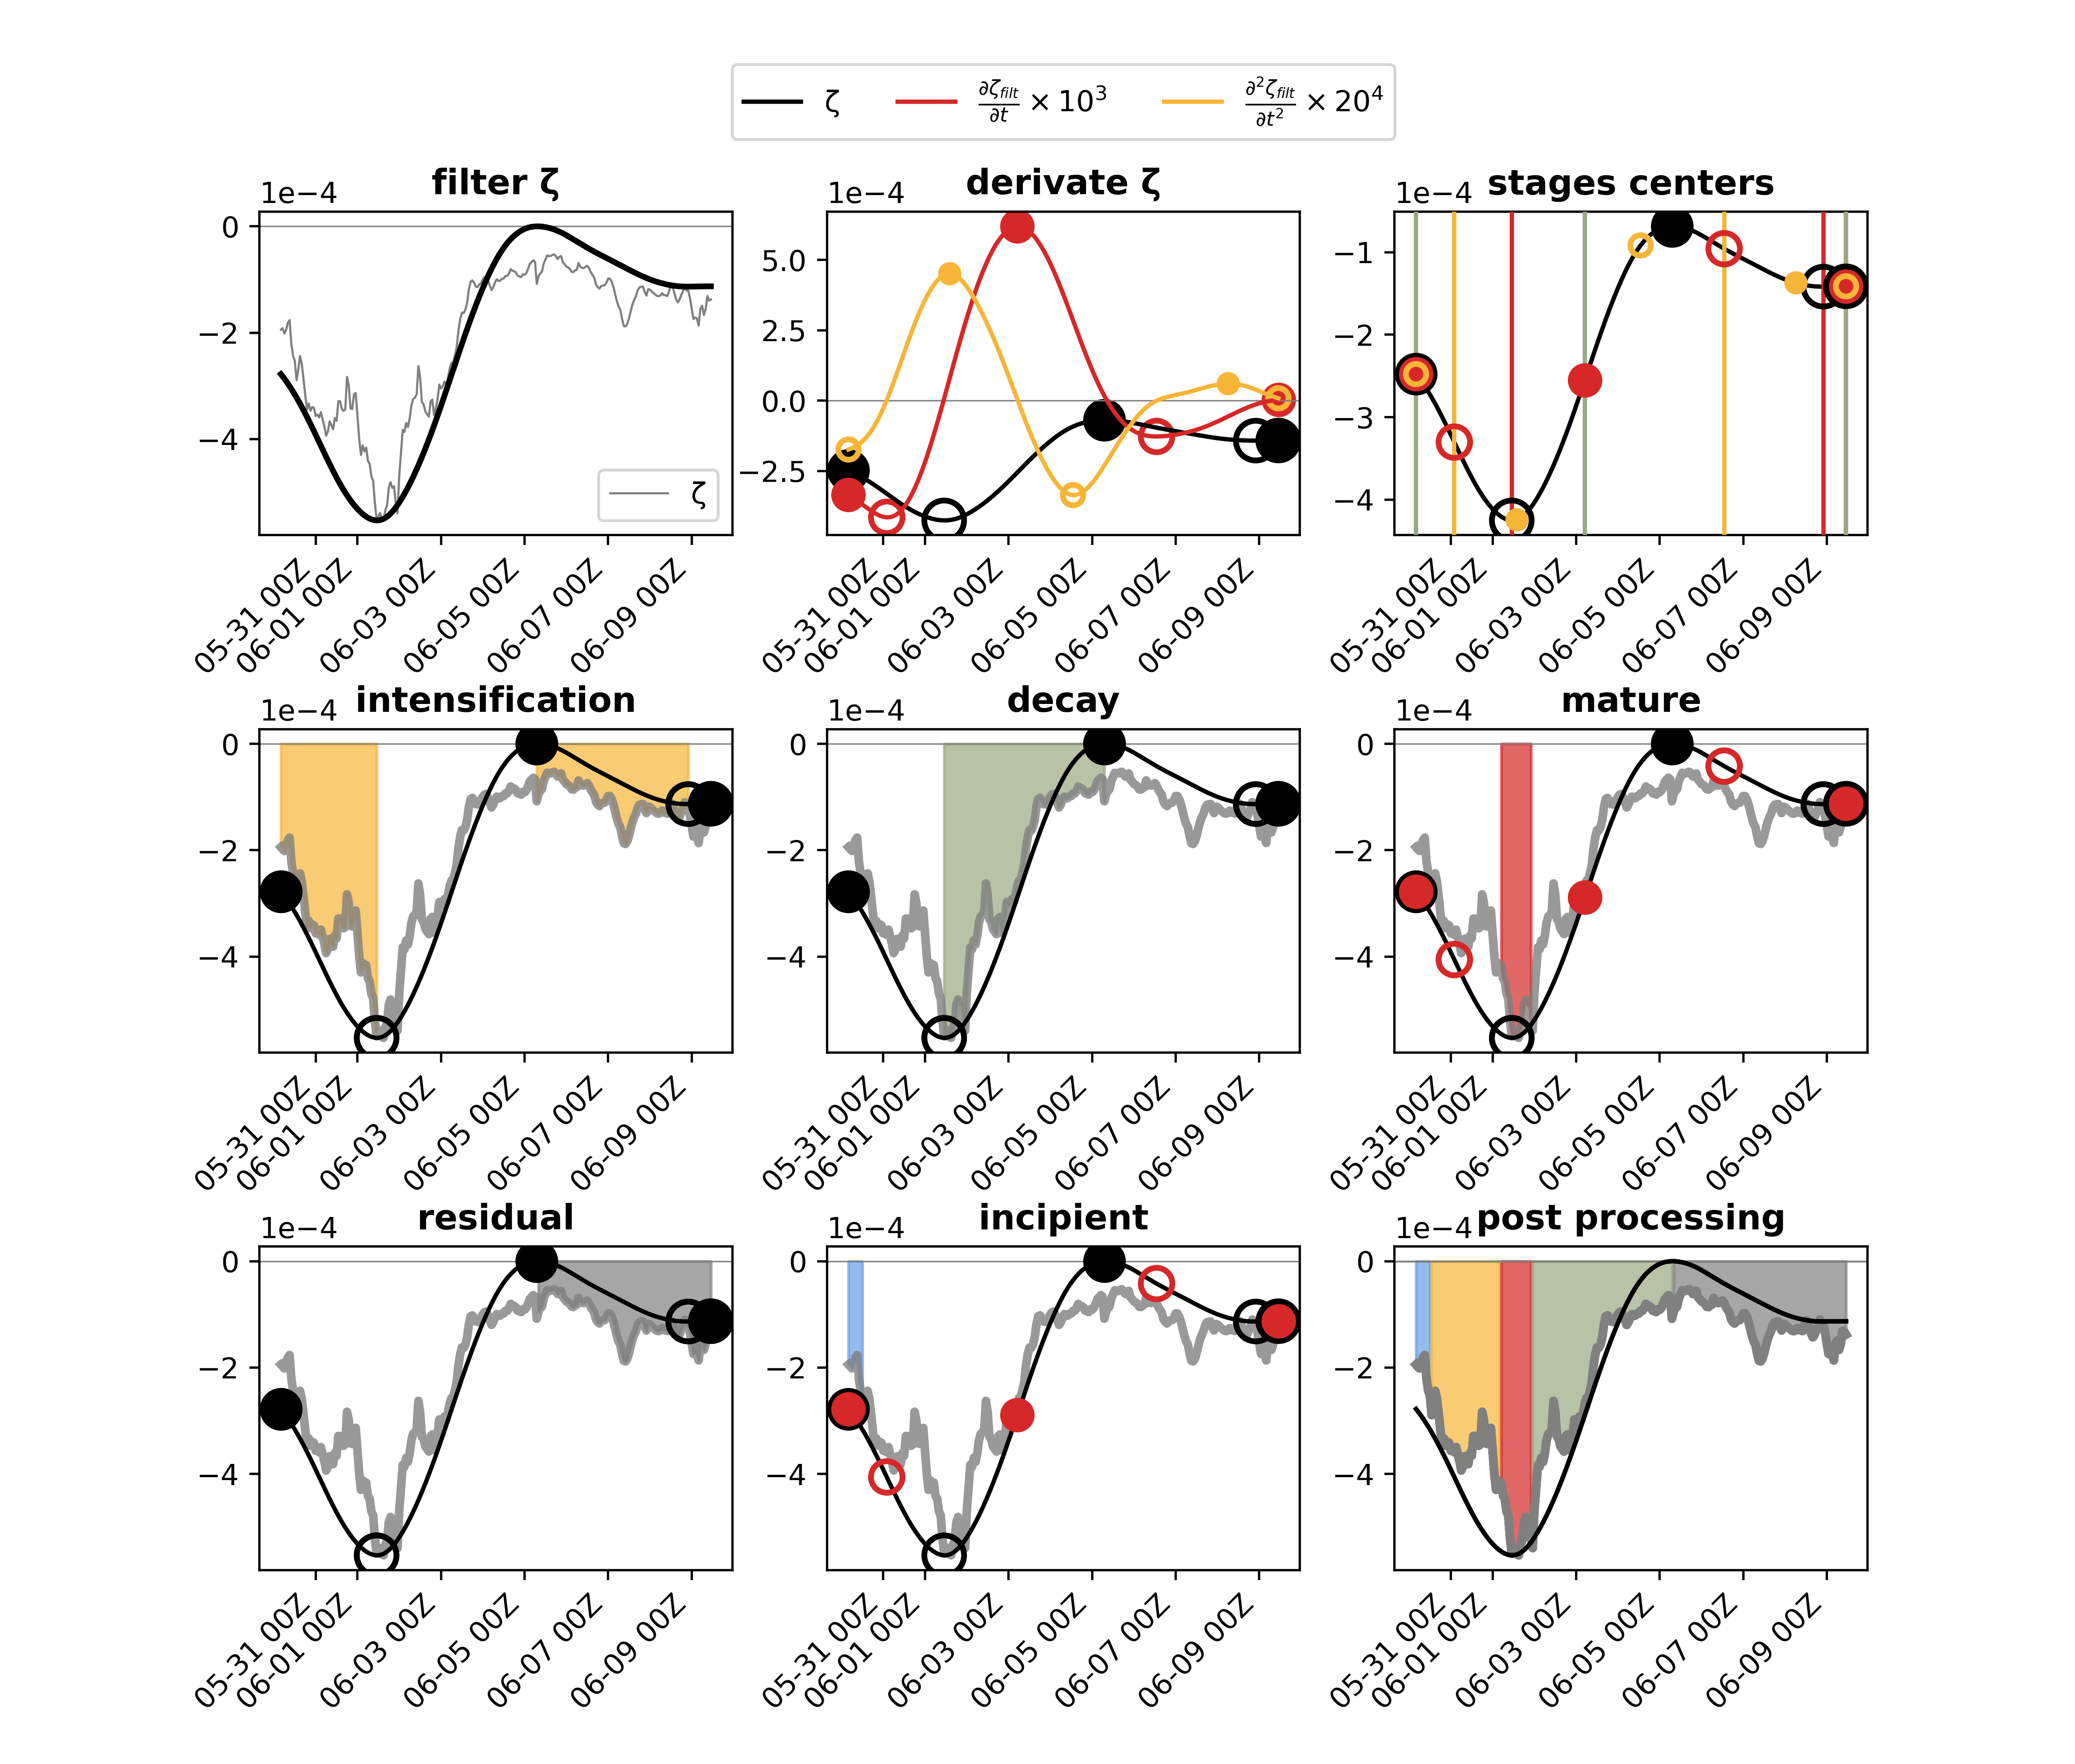 ζ ∂ζfilt/∂t × 10³ ∂²ζfilt/∂t² × 20⁴
filter ζ derivate ζ stages centers
1e−4 1e−4 1e−4
0
−2
−4
ζ
5.0
2.5
0.0
−2.5
−1
−2
−3
−4
05-31 00Z 06-01 00Z 06-03 00Z 06-05 00Z 06-07 00Z 06-09 00Z
05-31 00Z 06-01 00Z 06-03 00Z 06-05 00Z 06-07 00Z 06-09 00Z
05-31 00Z 06-01 00Z 06-03 00Z 06-05 00Z 06-07 00Z 06-09 00Z
intensification decay mature
1e−4 1e−4 1e−4
0
−2
−4
0
−2
−4
0
−2
−4
05-31 00Z 06-01 00Z 06-03 00Z 06-05 00Z 06-07 00Z 06-09 00Z
05-31 00Z 06-01 00Z 06-03 00Z 06-05 00Z 06-07 00Z 06-09 00Z
05-31 00Z 06-01 00Z 06-03 00Z 06-05 00Z 06-07 00Z 06-09 00Z
residual incipient post processing
1e−4 1e−4 1e−4
0
−2
−4
0
−2
−4
0
−2
−4
05-31 00Z 06-01 00Z 06-03 00Z 06-05 00Z 06-07 00Z 06-09 00Z
05-31 00Z 06-01 00Z 06-03 00Z 06-05 00Z 06-07 00Z 06-09 00Z
05-31 00Z 06-01 00Z 06-03 00Z 06-05 00Z 06-07 00Z 06-09 00Z